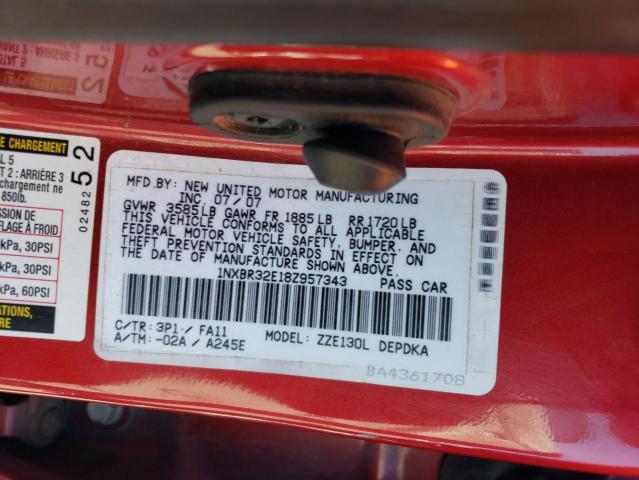 E CHARGEMENT
L 5
T 2 : ARRIÈRE 3
chargement ne
850lb.
SSION DE
FLAGE À FROID
kPa, 30PSI
kPa, 30PSI
kPa, 60PSI
ATIONS,
RE
02482 52
MFD.BY: NEW UNITED MOTOR MANUFACTURING
INC 07/07
GVWR 3585LB GAWR FR 1885LB RR1720LB
THIS VEHICLE CONFORMS TO ALL APPLICABLE
FEDERAL MOTOR VEHICLE SAFETY, BUMPER, AND
THEFT PREVENTION STANDARDS IN EFFECT ON
THE DATE OF MANUFACTURE SHOWN ABOVE.
1NXBR32E18Z957343 PASS CAR
C/TR: 3P1-/ FA11 MODEL: ZZE130L DEPDKA
A/TM: -02A / A245E
BA4361708